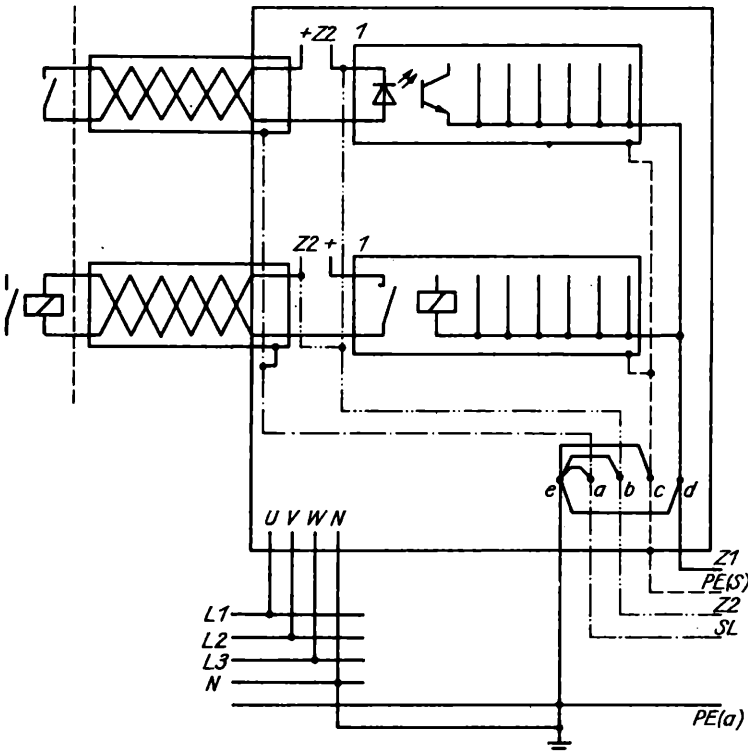 +Z2 1
Z2 + 1
e a b c d
U V W N
Z1
PE(S)
L1
Z2
L2
SL
L3
N
PE(a)